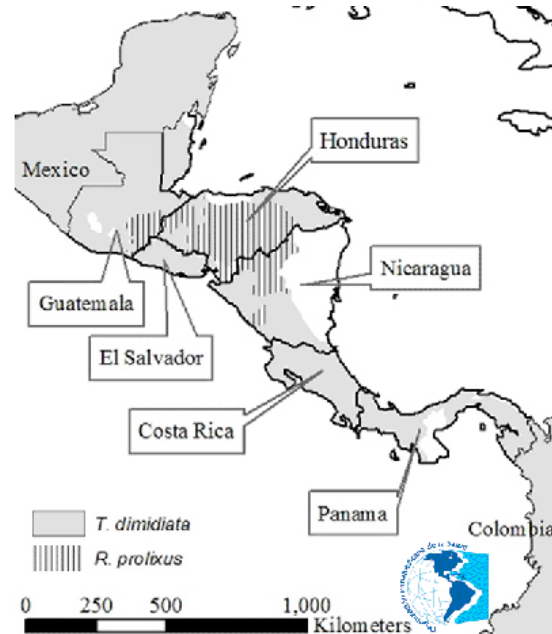 Honduras
Mexico
Nicaragua
Guatemala
El Salvador
Costa Rica
Panama
Colombia
T. dimidiata
R. prolixus
0 250 500 1,000
Kilometers